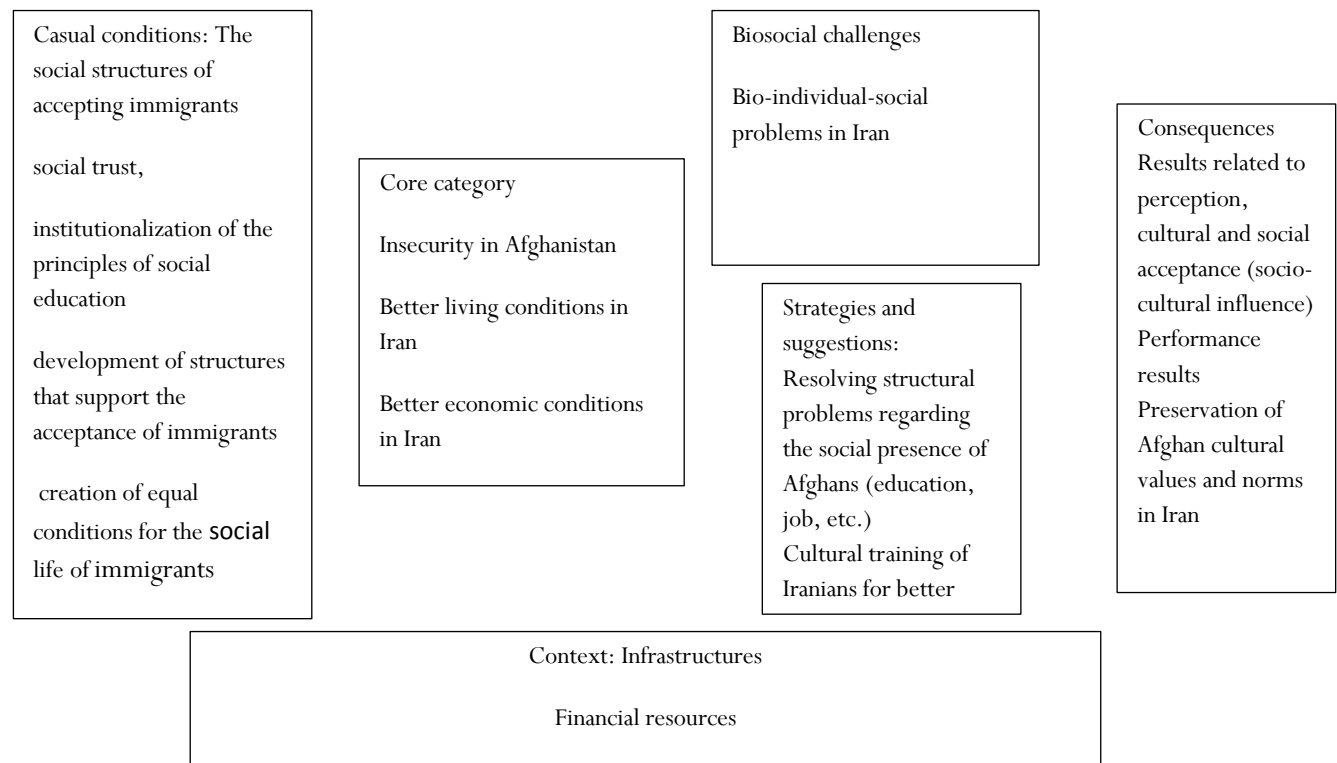 Casual conditions: The
social structures of
accepting immigrants
social trust,
institutionalization of the
principles of social
education
development of structures
that support the
acceptance of immigrants
creation of equal
conditions for the social
life of immigrants
Core category
Insecurity in Afghanistan
Better living conditions in
Iran
Better economic conditions
in Iran
Biosocial challenges
Bio-individual-social
problems in Iran
Strategies and
suggestions:
Resolving structural
problems regarding
the social presence of
Afghans (education,
job, etc.)
Cultural training of
Iranians for better
Consequences
Results related to
perception,
cultural and social
acceptance (socio-
cultural influence)
Performance
results
Preservation of
Afghan cultural
values and norms
in Iran
Context: Infrastructures
Financial resources